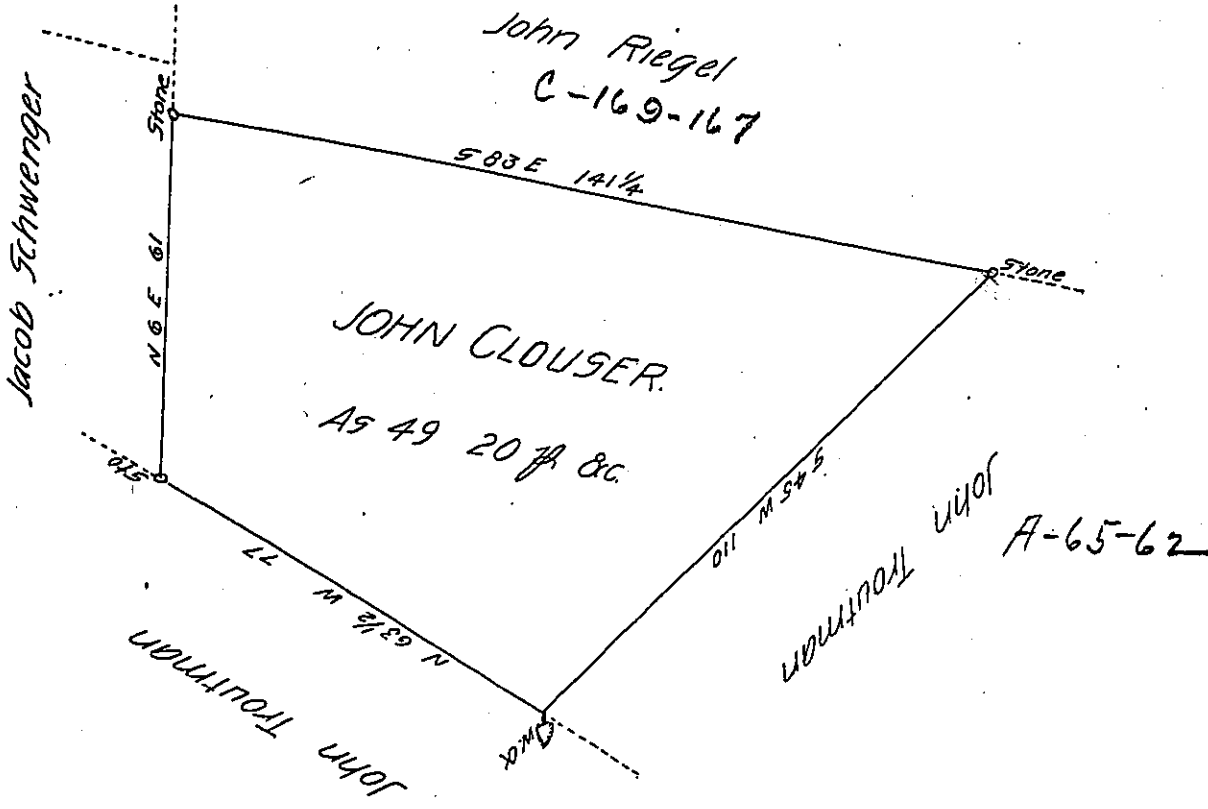 John Riegel
C-169-167
Jacob Schwenger
Stone
S 83 E 141¼
Stone
N 6 E 61
JOHN CLOUSER.
As 49 20 &c.
Sto
S 45 W 110
John Troutman
A-65-62
N 63½ W 77
John Troutman
W.O.